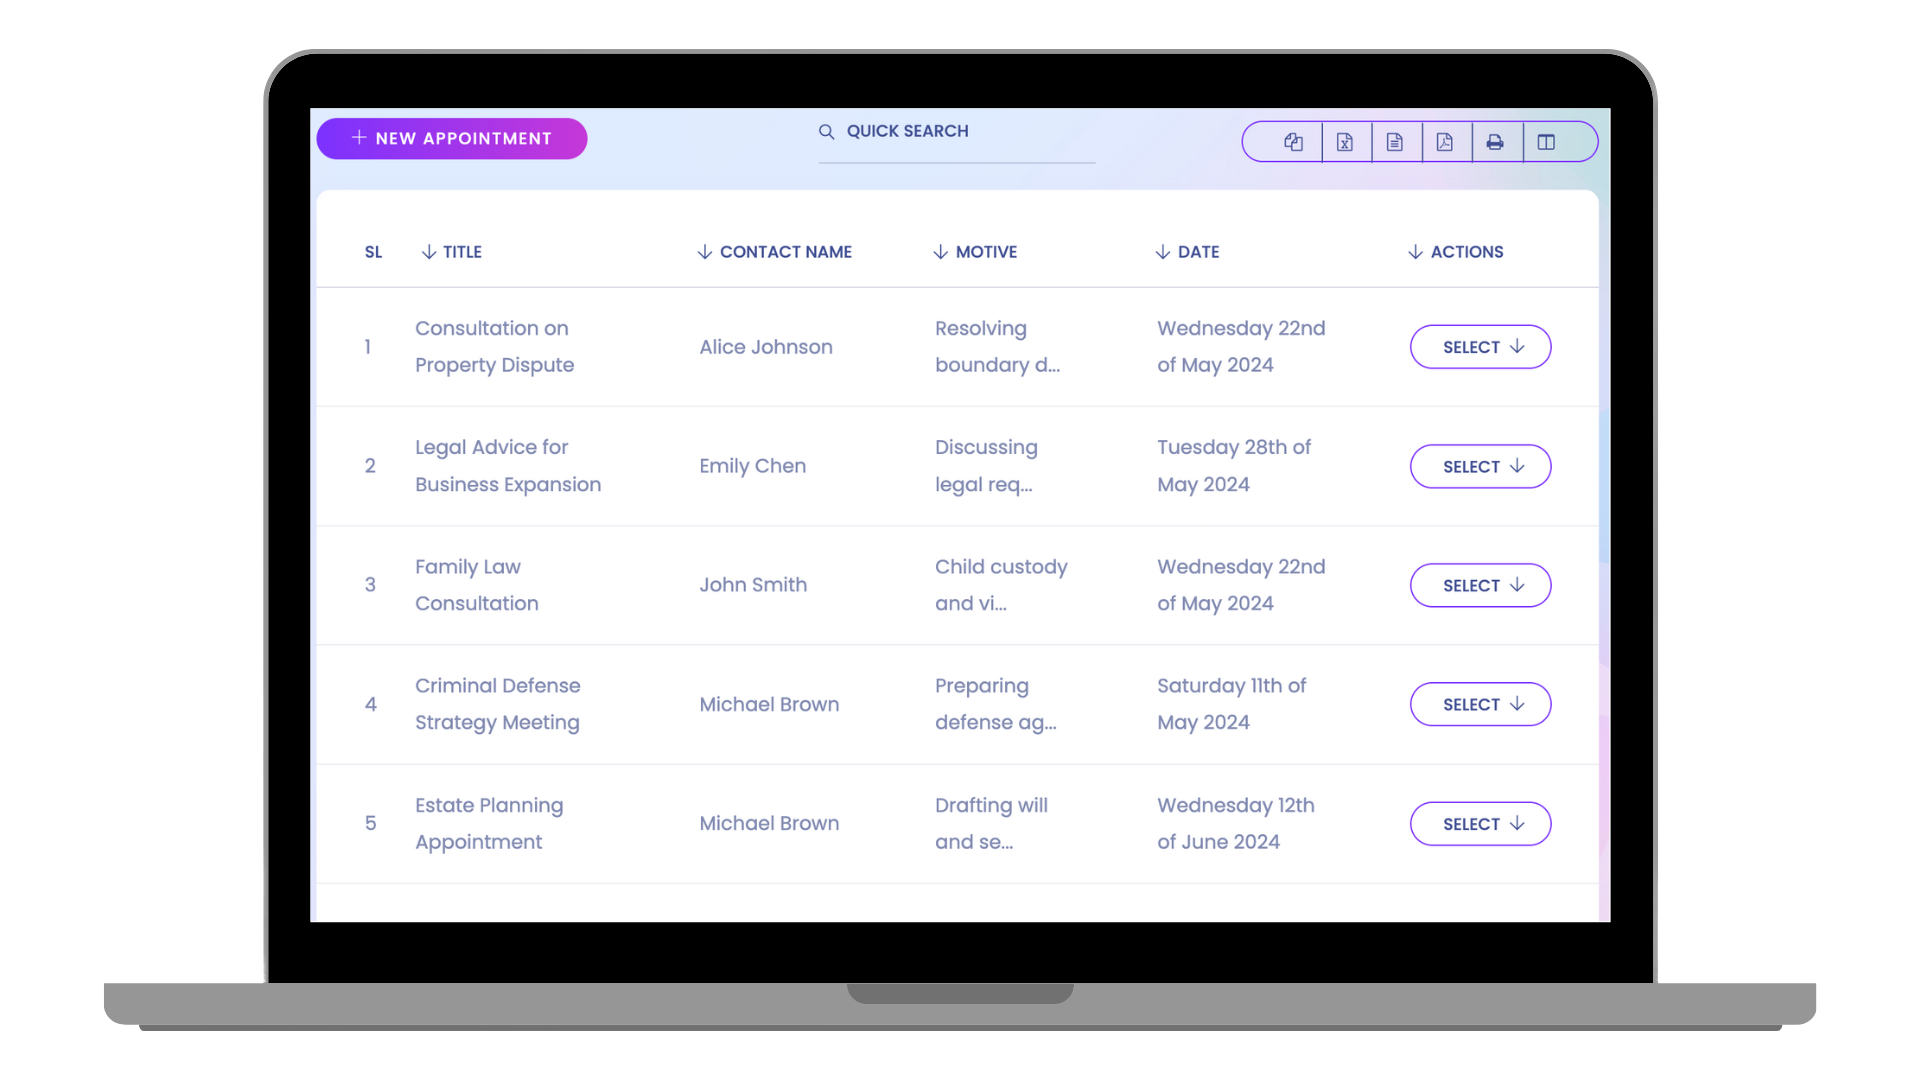 NEW APPOINTMENT
QUICK SEARCH
SL TITLE CONTACT NAME MOTIVE DATE ACTIONS
1 Consultation on Property Dispute Alice Johnson Resolving boundary d... Wednesday 22nd of May 2024 SELECT
2 Legal Advice for Business Expansion Emily Chen Discussing legal req... Tuesday 28th of May 2024 SELECT
3 Family Law Consultation John Smith Child custody and vi... Wednesday 22nd of May 2024 SELECT
4 Criminal Defense Strategy Meeting Michael Brown Preparing defense ag... Saturday 11th of May 2024 SELECT
5 Estate Planning Appointment Michael Brown Drafting will and se... Wednesday 12th of June 2024 SELECT